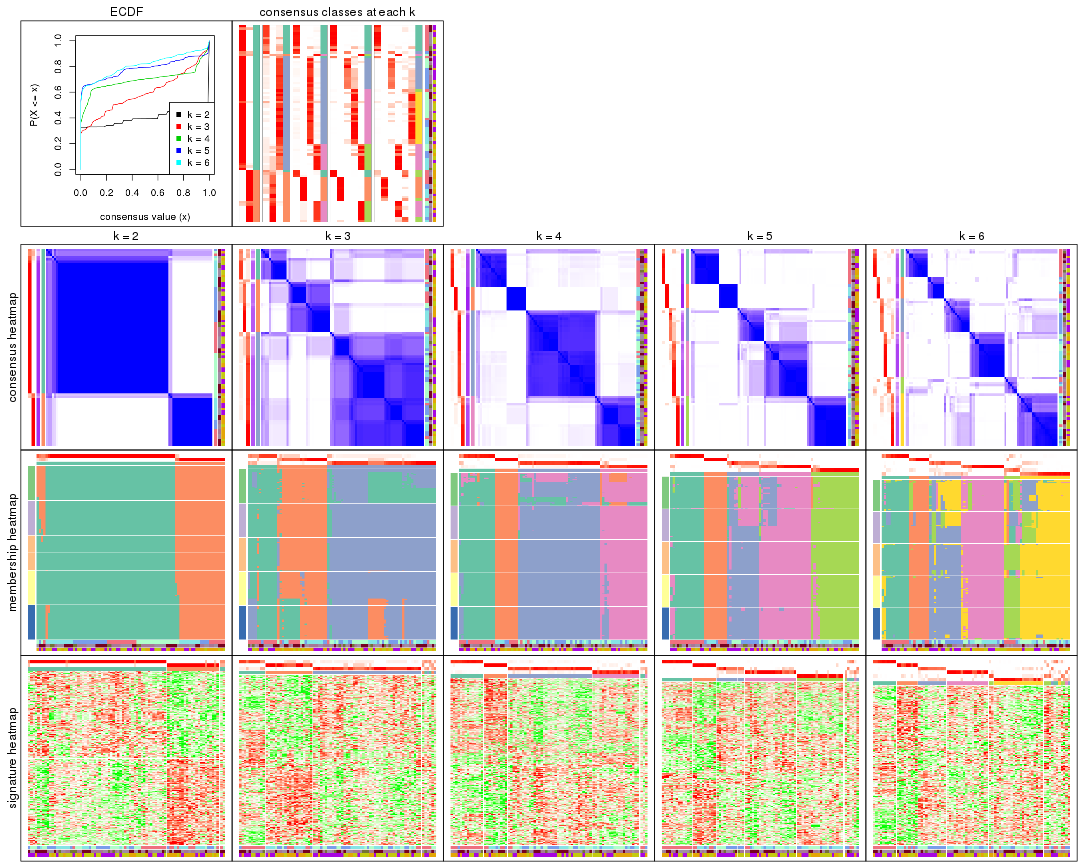 ECDF
consensus classes at each k
P(X <= x)
1.0
0.8
0.6
0.4
0.2
0.0
k = 2
k = 3
k = 4
k = 5
k = 6
0.0 0.2 0.4 0.6 0.8 1.0
consensus value (x)
k = 2 k = 3 k = 4 k = 5 k = 6
consensus heatmap
membership heatmap
signature heatmap